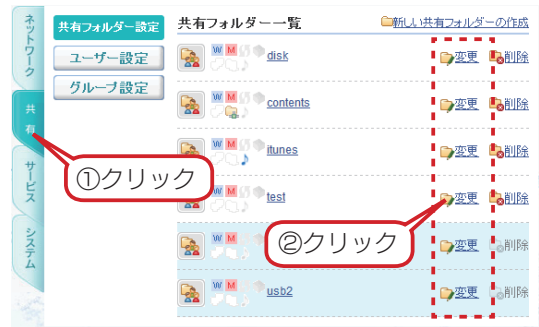 ネットワーク
共有
サービス
システム
共有フォルダー設定
ユーザー設定
グループ設定
共有フォルダー一覧 新しい共有フォルダーの作成
W M disk 変更 削除
W M contents 変更 削除
W M itunes 変更 削除
W M test 変更 削除
W M 変更 削除
W M usb2 変更 削除
①クリック
②クリック